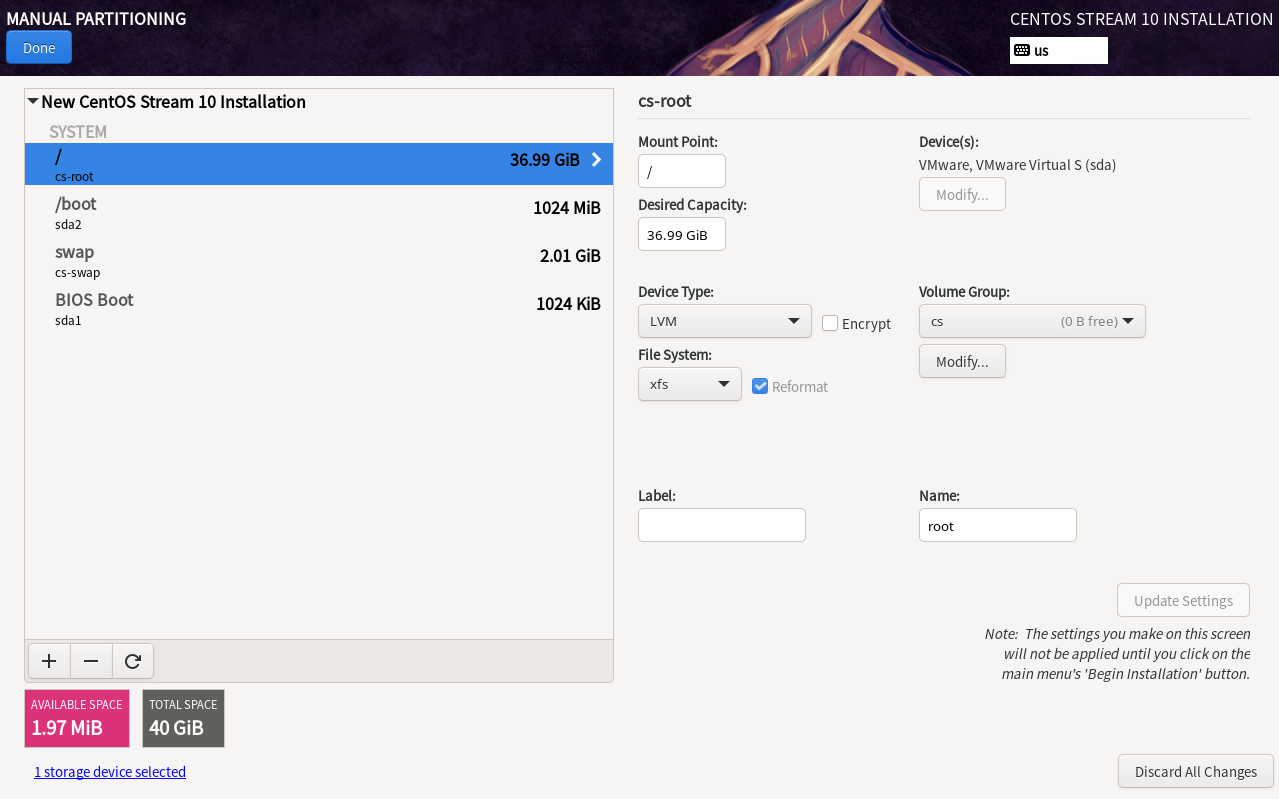 MANUAL PARTITIONING
CENTOS STREAM 10 INSTALLATION
Done
us
New CentOS Stream 10 Installation
SYSTEM
/
36.99 GiB
cs-root
/boot
1024 MiB
sda2
swap
2.01 GiB
cs-swap
BIOS Boot
1024 KiB
sda1
AVAILABLE SPACE
1.97 MiB
TOTAL SPACE
40 GiB
1 storage device selected
cs-root
Mount Point:
/
Device(s):
VMware, VMware Virtual S (sda)
Modify...
Desired Capacity:
36.99 GiB
Device Type:
LVM
Encrypt
Volume Group:
cs (0 B free)
Modify...
File System:
xfs
Reformat
Label:
Name:
root
Update Settings
Note:  The settings you make on this screen
will not be applied until you click on the
main menu's 'Begin Installation' button.
Discard All Changes